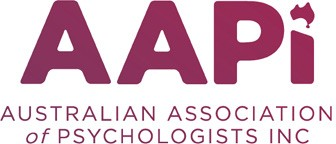 AAPi
AUSTRALIAN ASSOCIATION
of PSYCHOLOGISTS INC